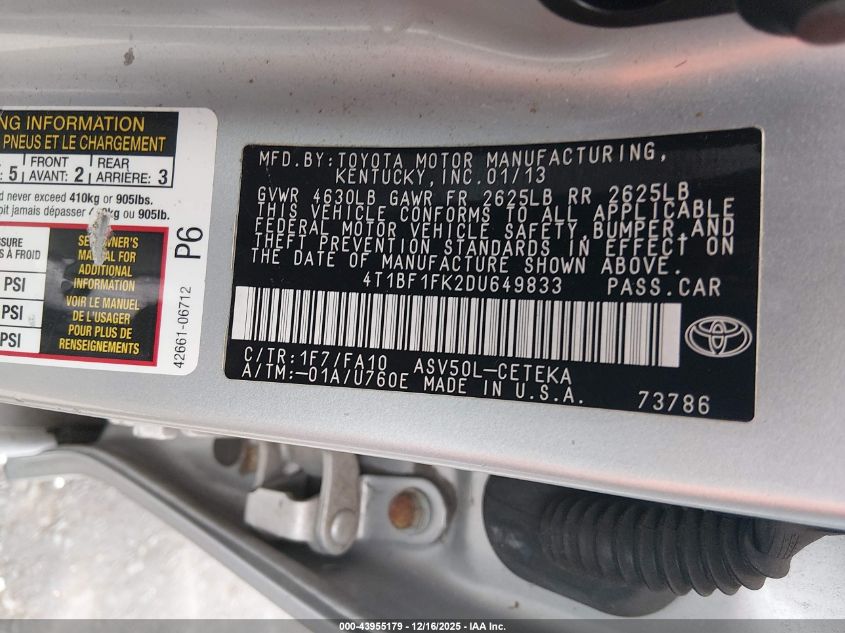 NG INFORMATION
PNEUS ET LE CHARGEMENT
5 FRONT AVANT: 2 REAR ARRIÈRE: 3
d never exceed 410kg or 905lbs.
oit jamais dépasser kg ou 905lb.
SSURE
S À FROID
PSI
PSI
PSI
SEE OWNER'S
MANUAL FOR
ADDITIONAL
INFORMATION
VOIR LE MANUEL
DE L'USAGER
POUR PLUS DE
RENSEIGNEMENTS
P6
42661-06712
MFD.BY:TOYOTA MOTOR MANUFACTURING,
KENTUCKY,INC.01/13
GVWR 4630LB GAWR FR 2625LB RR 2625LB
THIS VEHICLE CONFORMS TO ALL APPLICABLE
FEDERAL MOTOR VEHICLE SAFETY,BUMPER,AND
THEFT PREVENTION STANDARDS IN EFFECT ON
THE DATE OF MANUFACTURE SHOWN ABOVE.
4T1BF1FK2DU649833 PASS.CAR
C/TR:1F7/FA10 ASV50L-CETEKA
A/TM:-01A/U760E MADE IN U.S.A.
73786
000-43955179 - 12/16/2025 - IAA Inc.